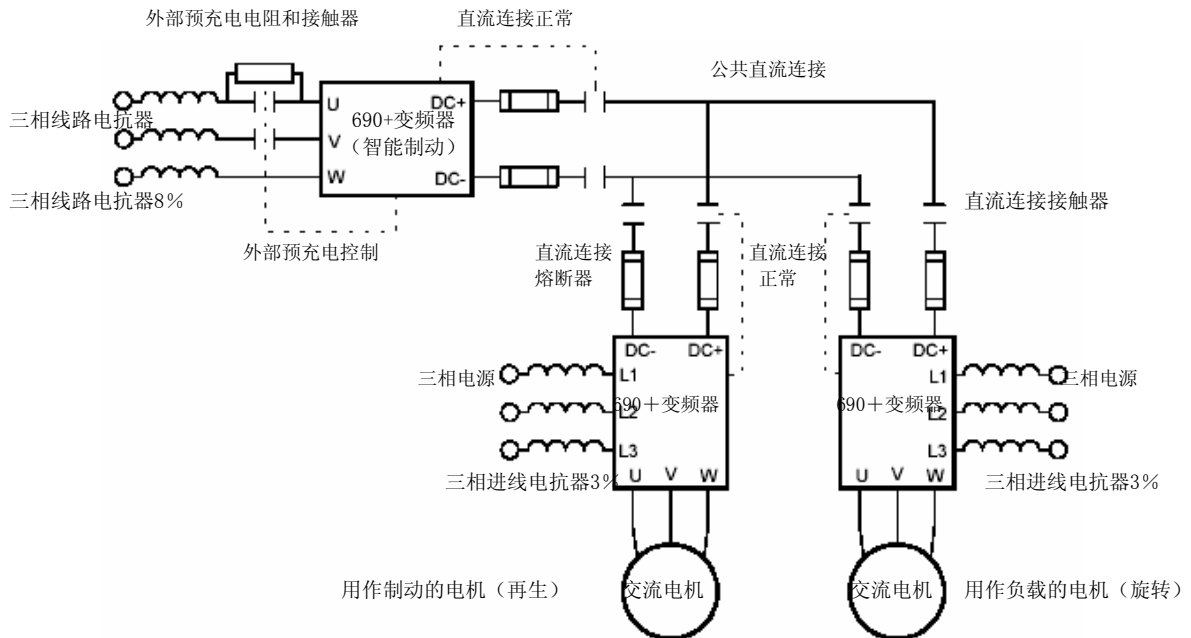 外部预充电电阻和接触器
直流连接正常
公共直流连接
三相线路电抗器
U
DC+
690+变频器
V
（智能制动）
W
DC-
三相线路电抗器8%
直流连接接触器
外部预充电控制
直流连接
熔断器
直流连接
正常
DC-
DC+
DC-
DC+
三相电源
L1
L1
三相电源
690＋变频器
L2
690＋变频器
L2
L3
L3
三相进线电抗器3%
U
V
W
U
V
W
三相进线电抗器3%
用作制动的电机（再生）
交流电机
交流电机
用作负载的电机（旋转）